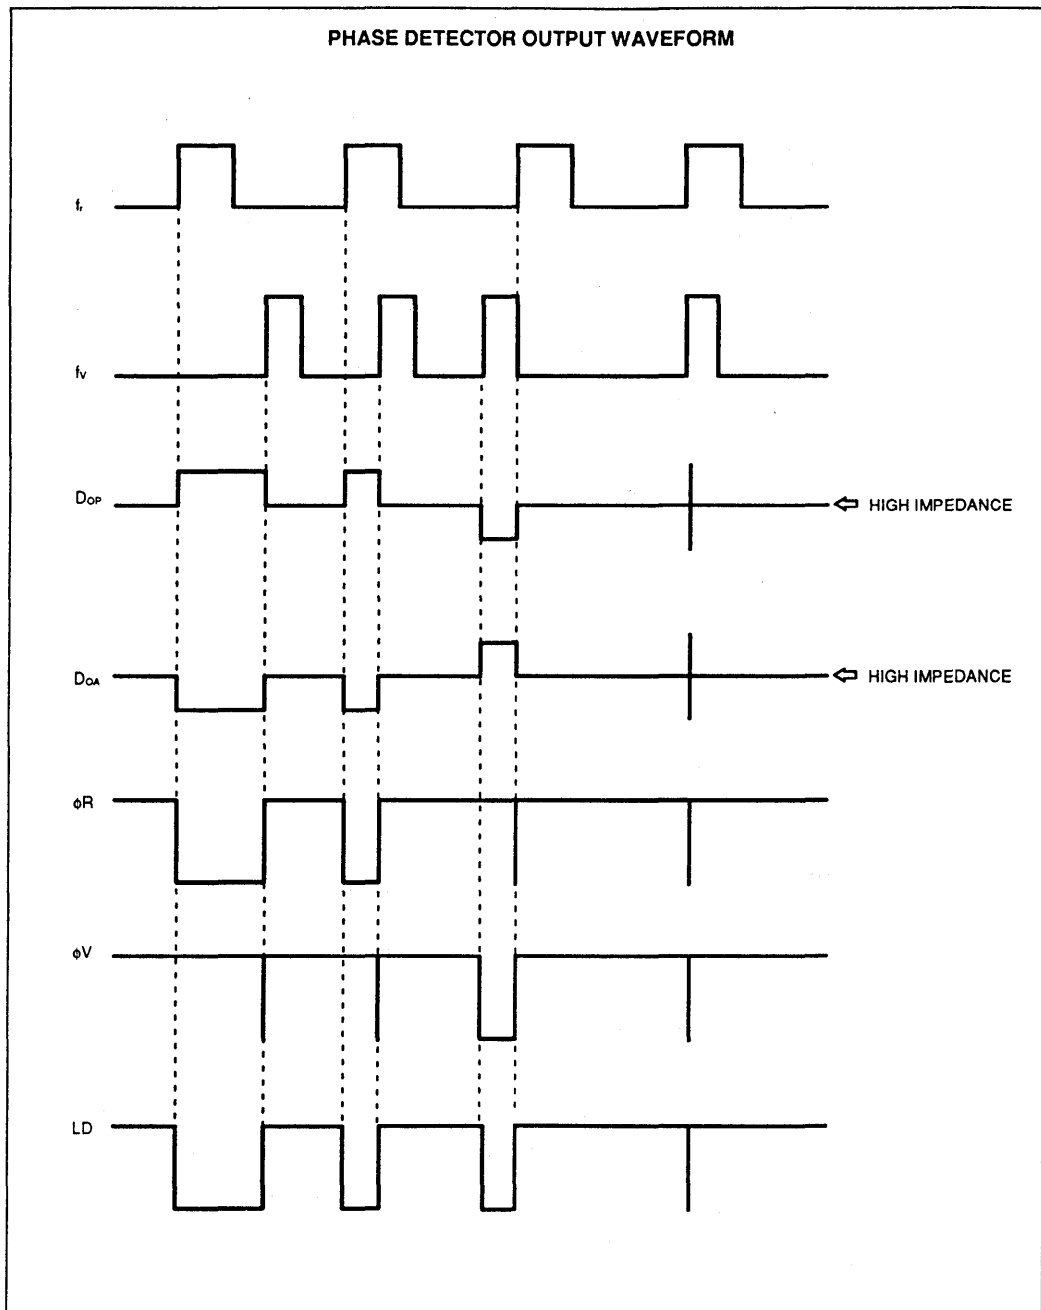 PHASE DETECTOR OUTPUT WAVEFORM
fr
fv
DOP
HIGH IMPEDANCE
DOA
HIGH IMPEDANCE
φR
φV
LD